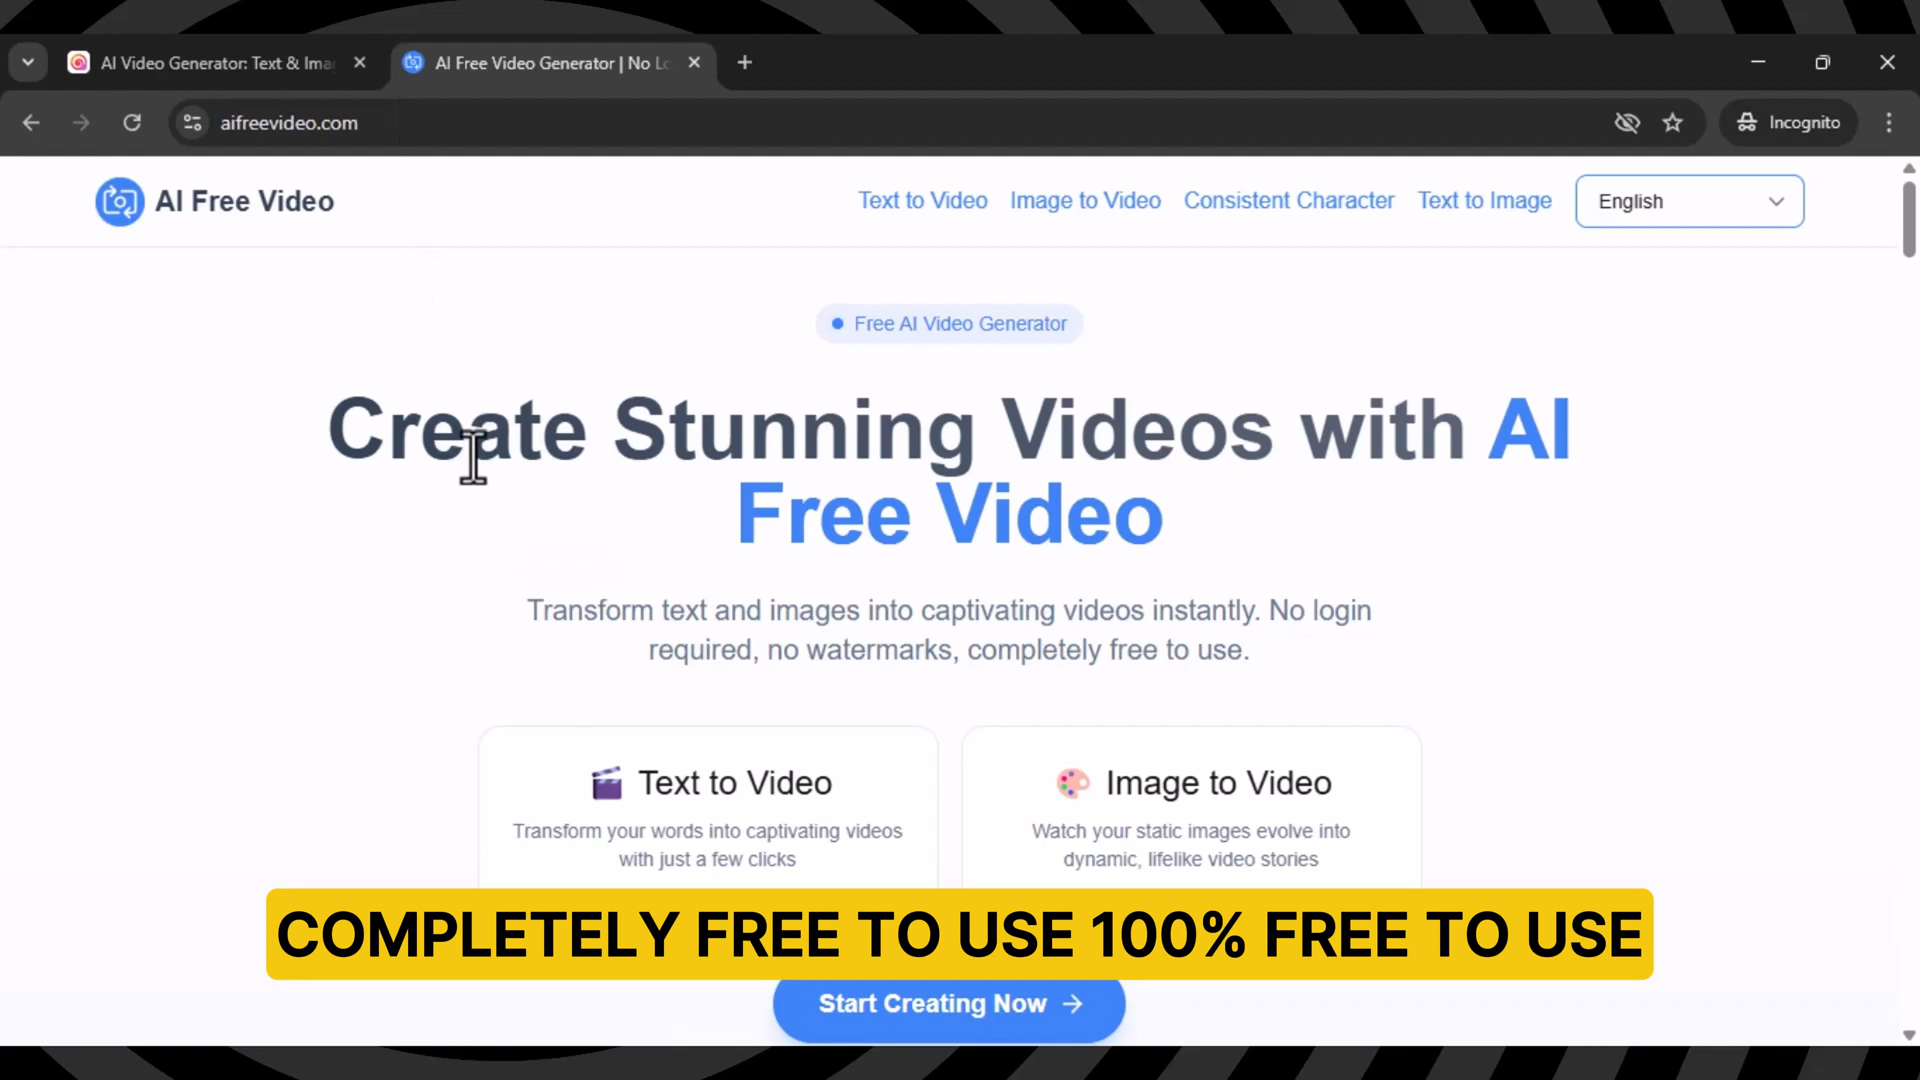 AI Video Generator: Text & Ima
AI Free Video Generator | No Lo
aifreevideo.com
Incognito
AI Free Video
Text to Video
Image to Video
Consistent Character
Text to Image
English
Free AI Video Generator
Create Stunning Videos with AI
Free Video
Transform text and images into captivating videos instantly. No login
required, no watermarks, completely free to use.
Text to Video
Transform your words into captivating videos
with just a few clicks
Image to Video
Watch your static images evolve into
dynamic, lifelike video stories
COMPLETELY FREE TO USE 100% FREE TO USE
Start Creating Now